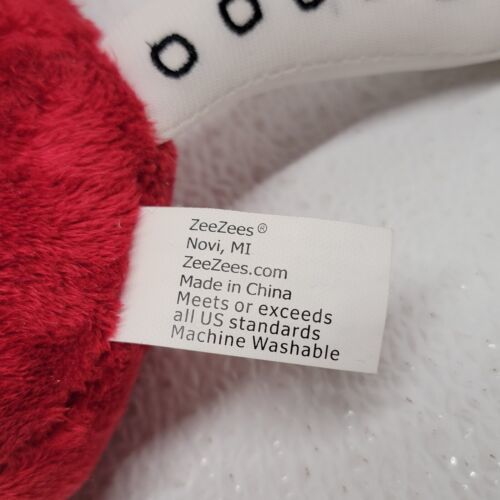 ZeeZees®
Novi, MI
ZeeZees.com
Made in China
Meets or exceeds
all US standards
Machine Washable